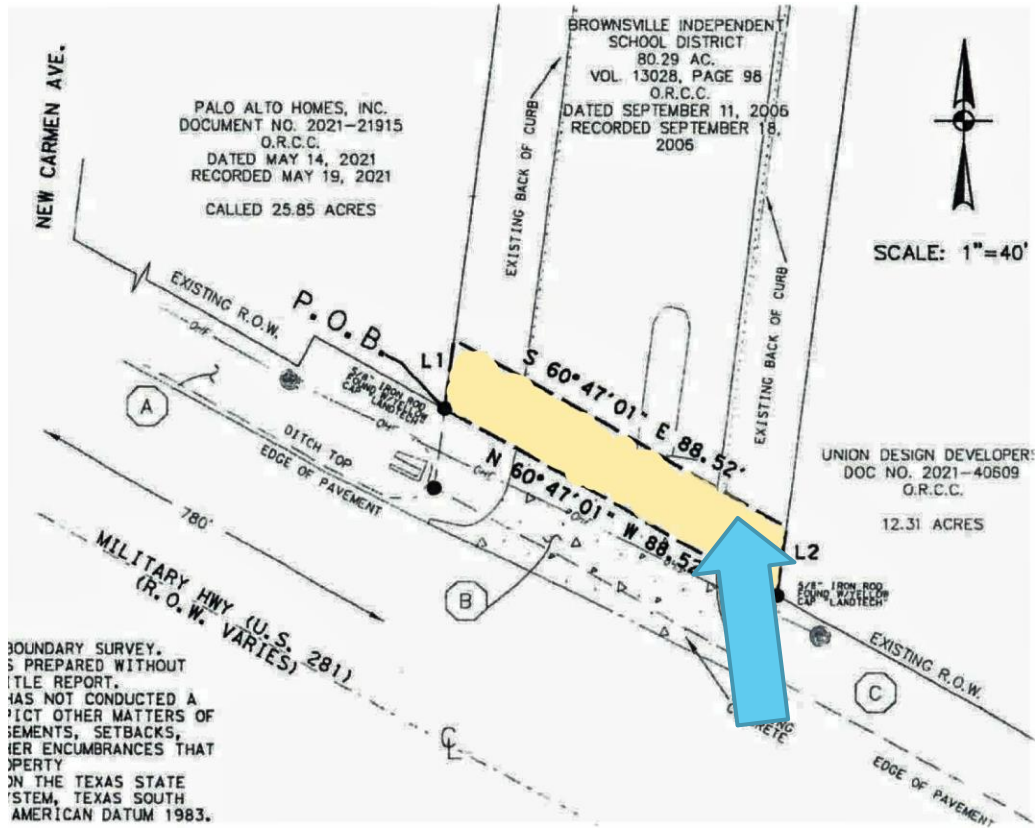 NEW CARMEN AVE.
PALO ALTO HOMES, INC.
DOCUMENT NO. 2021-21915
O.R.C.C.
DATED MAY 14, 2021
RECORDED MAY 19, 2021
CALLED 25.85 ACRES
BROWNSVILLE INDEPENDENT
SCHOOL DISTRICT
80.29 AC.
VOL. 13028, PAGE 98
O.R.C.C.
DATED SEPTEMBER 11, 2006
RECORDED SEPTEMBER 18,
2006
EXISTING BACK OF CURB
EXISTING BACK OF CURB
SCALE: 1"=40'
EXISTING R.O.W.
P.O.B.
L1
S 60°47'01" E 88.52'
5/8" IRON ROD
FOUND W/YELLOW
CAP "LANDTECH"
OHE
OHE
OHE
A
DITCH TOP
EDGE OF PAVEMENT
N 60°47'01" W 88.52
UNION DESIGN DEVELOPERS
DOC NO. 2021-40609
O.R.C.C.
12.31 ACRES
L2
5/8" IRON ROD
FOUND W/YELLOW
CAP "LANDTECH"
780'
B
MILITARY HWY (U.S. 281)
(R.O.W. VARIES)
C
EXISTING R.O.W.
EDGE OF PAVEMENT
BOUNDARY SURVEY.
S PREPARED WITHOUT
TITLE REPORT.
HAS NOT CONDUCTED A
PICT OTHER MATTERS OF
SEMENTS, SETBACKS,
HER ENCUMBRANCES THAT
OPERTY
ON THE TEXAS STATE
YSTEM, TEXAS SOUTH
AMERICAN DATUM 1983.